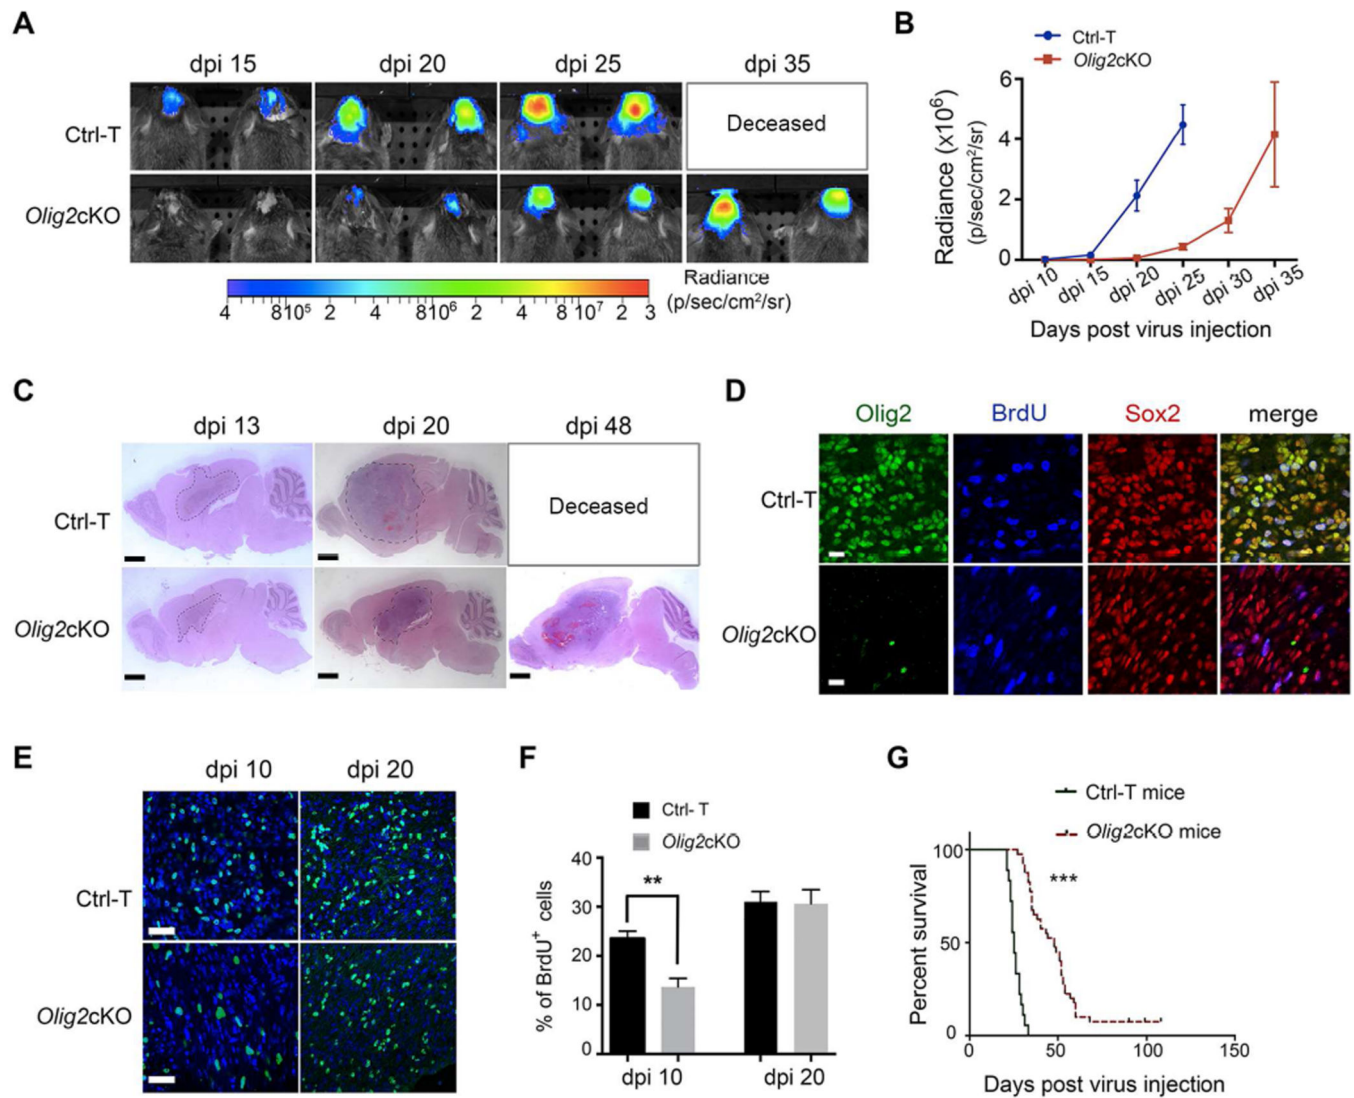 A
dpi 15 dpi 20 dpi 25 dpi 35
Ctrl-T
Deceased
Olig2cKO
Radiance
(p/sec/cm²/sr)
4 810⁵ 2 4 810⁶ 2 4 8 10⁷ 2 3
B
Ctrl-T
Olig2cKO
Radiance (x10⁶)
(p/sec/cm²/sr)
6
4
2
0
dpi 10 dpi 15 dpi 20 dpi 25 dpi 30 dpi 35
Days post virus injection
C
dpi 13 dpi 20 dpi 48
Ctrl-T
Deceased
Olig2cKO
D
Olig2 BrdU Sox2 merge
Ctrl-T
Olig2cKO
E
dpi 10 dpi 20
Ctrl-T
Olig2cKO
F
Ctrl- T
Olig2cKO
% of BrdU⁺ cells
40
30
20
10
0
**
dpi 10 dpi 20
G
Ctrl-T mice
Olig2cKO mice
***
Percent survival
100
50
0
0 50 100 150
Days post virus injection